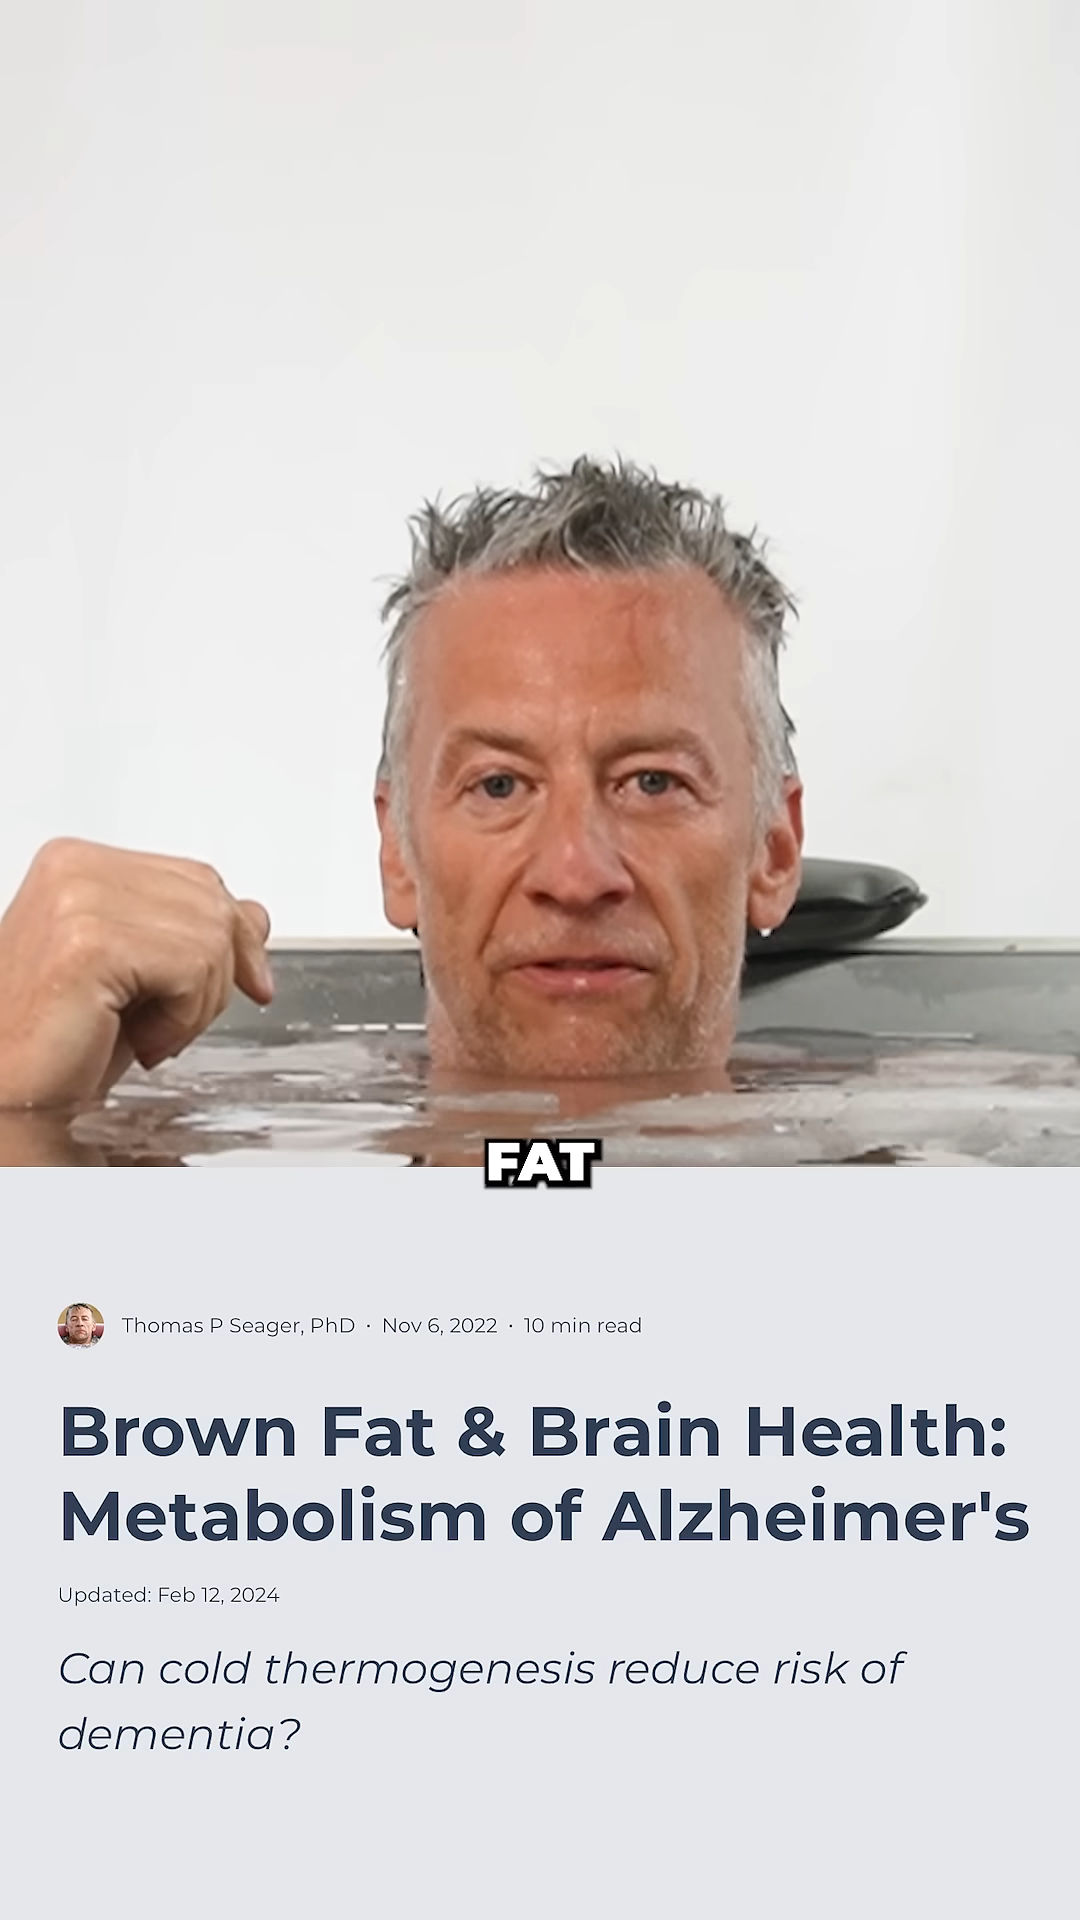 FAT
Thomas P Seager, PhD · Nov 6, 2022 · 10 min read
Brown Fat & Brain Health:
Metabolism of Alzheimer's
Updated: Feb 12, 2024
Can cold thermogenesis reduce risk of
dementia?